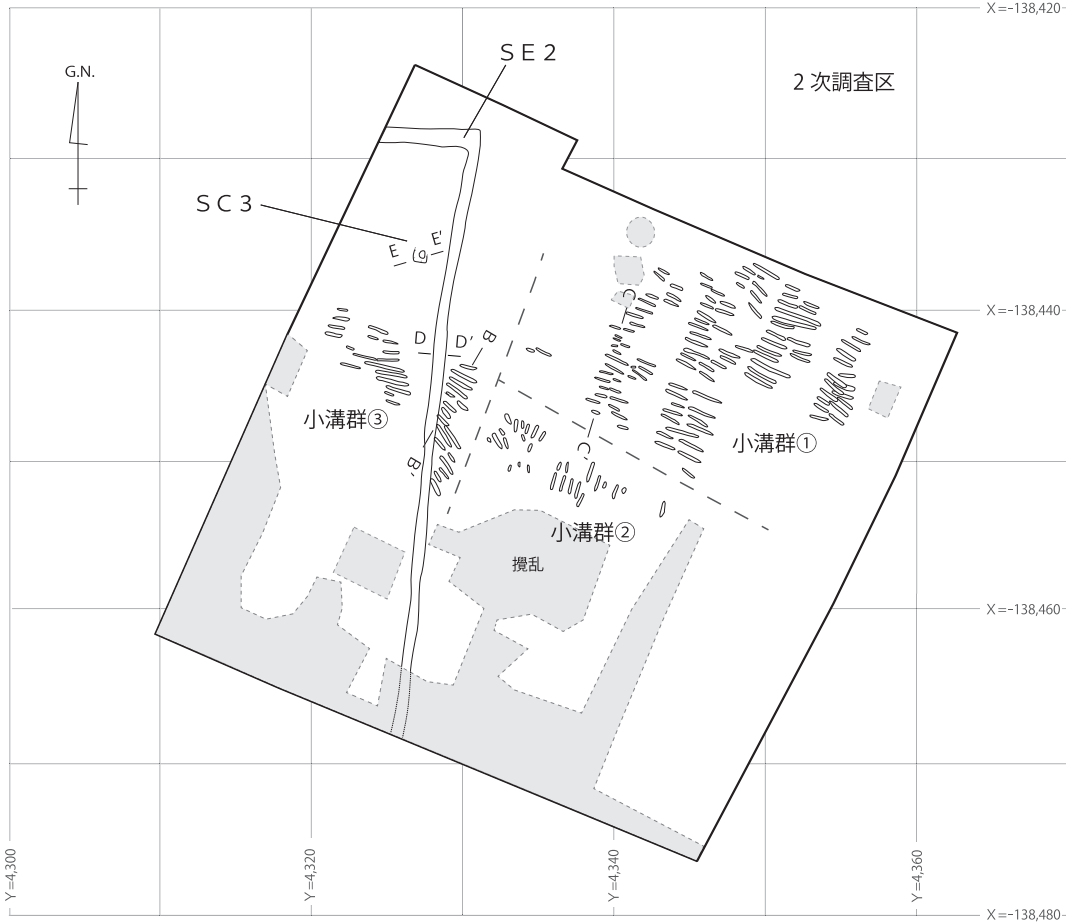 X=-138,420
ＳＥ２
G.N.
２次調査区
ＳＣ３
E
E'
C
X=-138,440
D
D'
B
小溝群③
小溝群①
C'
B'
小溝群②
攪乱
X=-138,460
Y=4,300
Y=4,320
Y=4,340
Y=4,360
X=-138,480